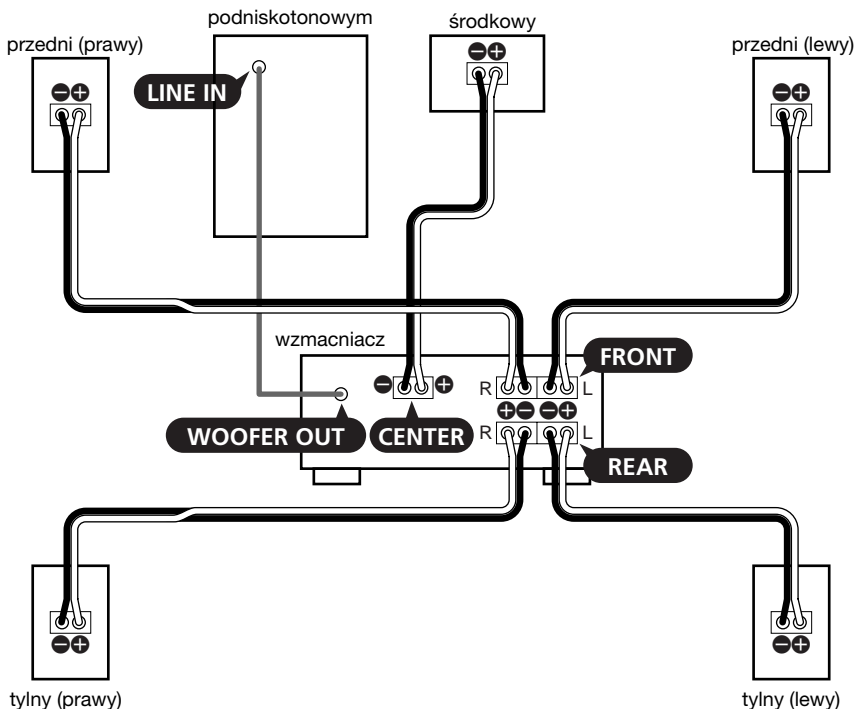 podniskotonowym
środkowy
przedni (prawy)
przedni (lewy)
LINE IN
wzmacniacz
FRONT
R L
WOOFER OUT
CENTER
R L
REAR
tylny (prawy)
tylny (lewy)